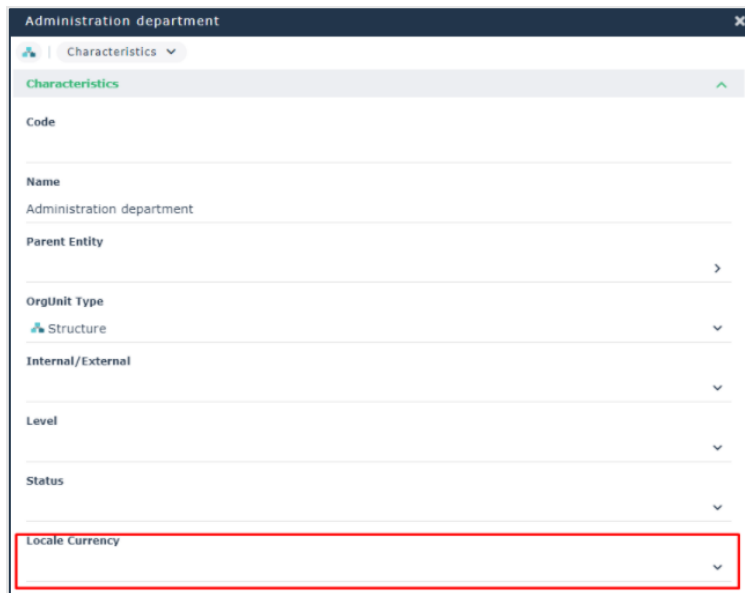 Administration department
Characteristics
Characteristics
Code
Name
Administration department
Parent Entity
OrgUnit Type
Structure
Internal/External
Level
Status
Locale Currency